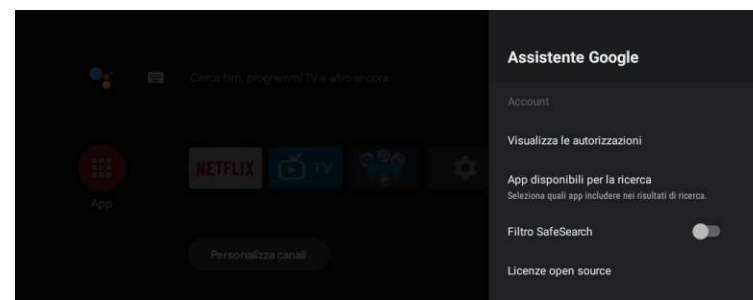 Assistente Google
Cerca film, programmi TV e altro ancora
Account
Visualizza le autorizzazioni
NETFLIX
TV
App disponibili per la ricerca
Seleziona quali app includere nei risultati di ricerca.
App
Filtro SafeSearch
Personalizza canali
Licenze open source